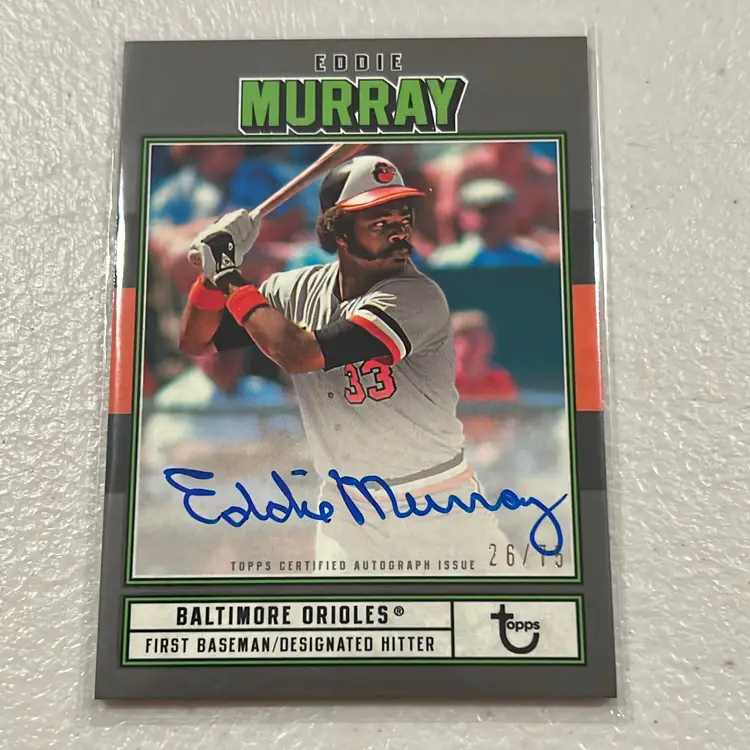 EDDIE
MURRAY
33
Eddie Murray
TOPPS CERTIFIED AUTOGRAPH ISSUE
26/75
BALTIMORE ORIOLES®
FIRST BASEMAN/DESIGNATED HITTER
topps